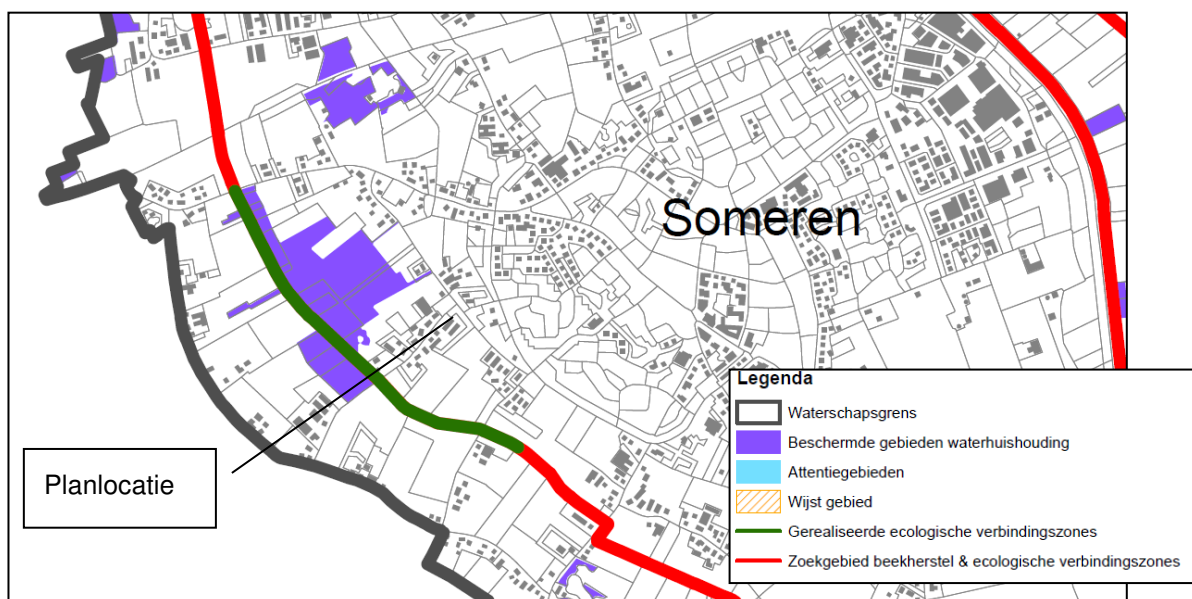 Someren
Planlocatie
Legenda
Waterschapsgrens
Beschermde gebieden waterhuishouding
Attentiegebieden
Wijst gebied
Gerealiseerde ecologische verbindingszones
Zoekgebied beekherstel & ecologische verbindingszones